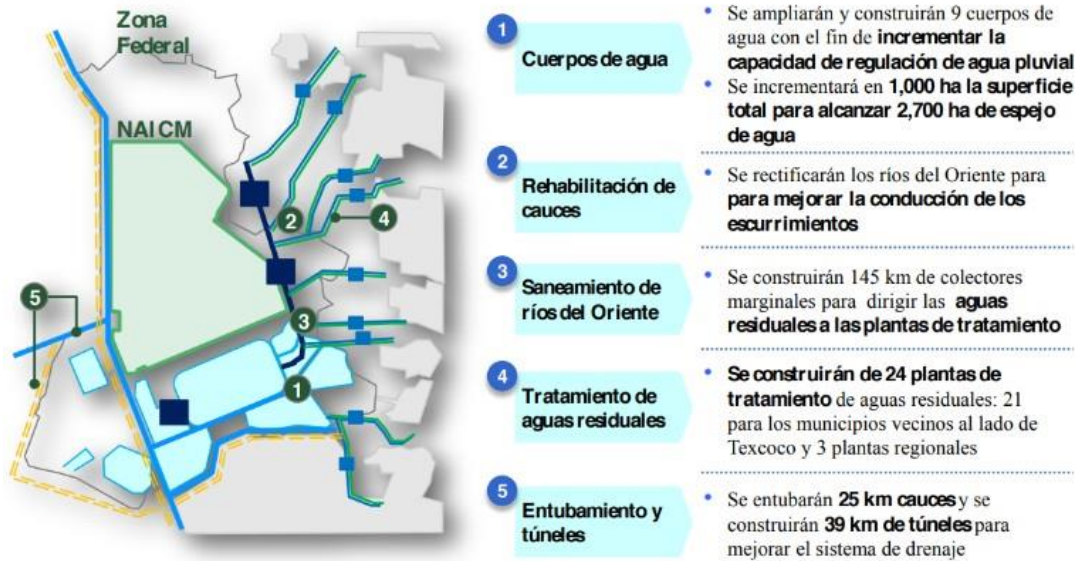 Zona
Federal
NAICM
2
4
5
3
1
1
Cuerpos de agua
• Se ampliarán y construirán 9 cuerpos de
agua con el fin de incrementar la
capacidad de regulación de agua pluvial
• Se incrementará en 1,000 ha la superficie
total para alcanzar 2,700 ha de espejo
de agua
2
Rehabilitación de
cauces
• Se rectificarán los ríos del Oriente para
para mejorar la conducción de los
escurrimientos
3
Saneamiento de
ríos del Oriente
• Se construirán 145 km de colectores
marginales para dirigir las aguas
residuales a las plantas de tratamiento
4
Tratamiento de
aguas residuales
• Se construirán de 24 plantas de
tratamiento de aguas residuales: 21
para los municipios vecinos al lado de
Texcoco y 3 plantas regionales
5
Entubamiento y
túneles
• Se entubarán 25 km cauces y se
construirán 39 km de túneles para
mejorar el sistema de drenaje